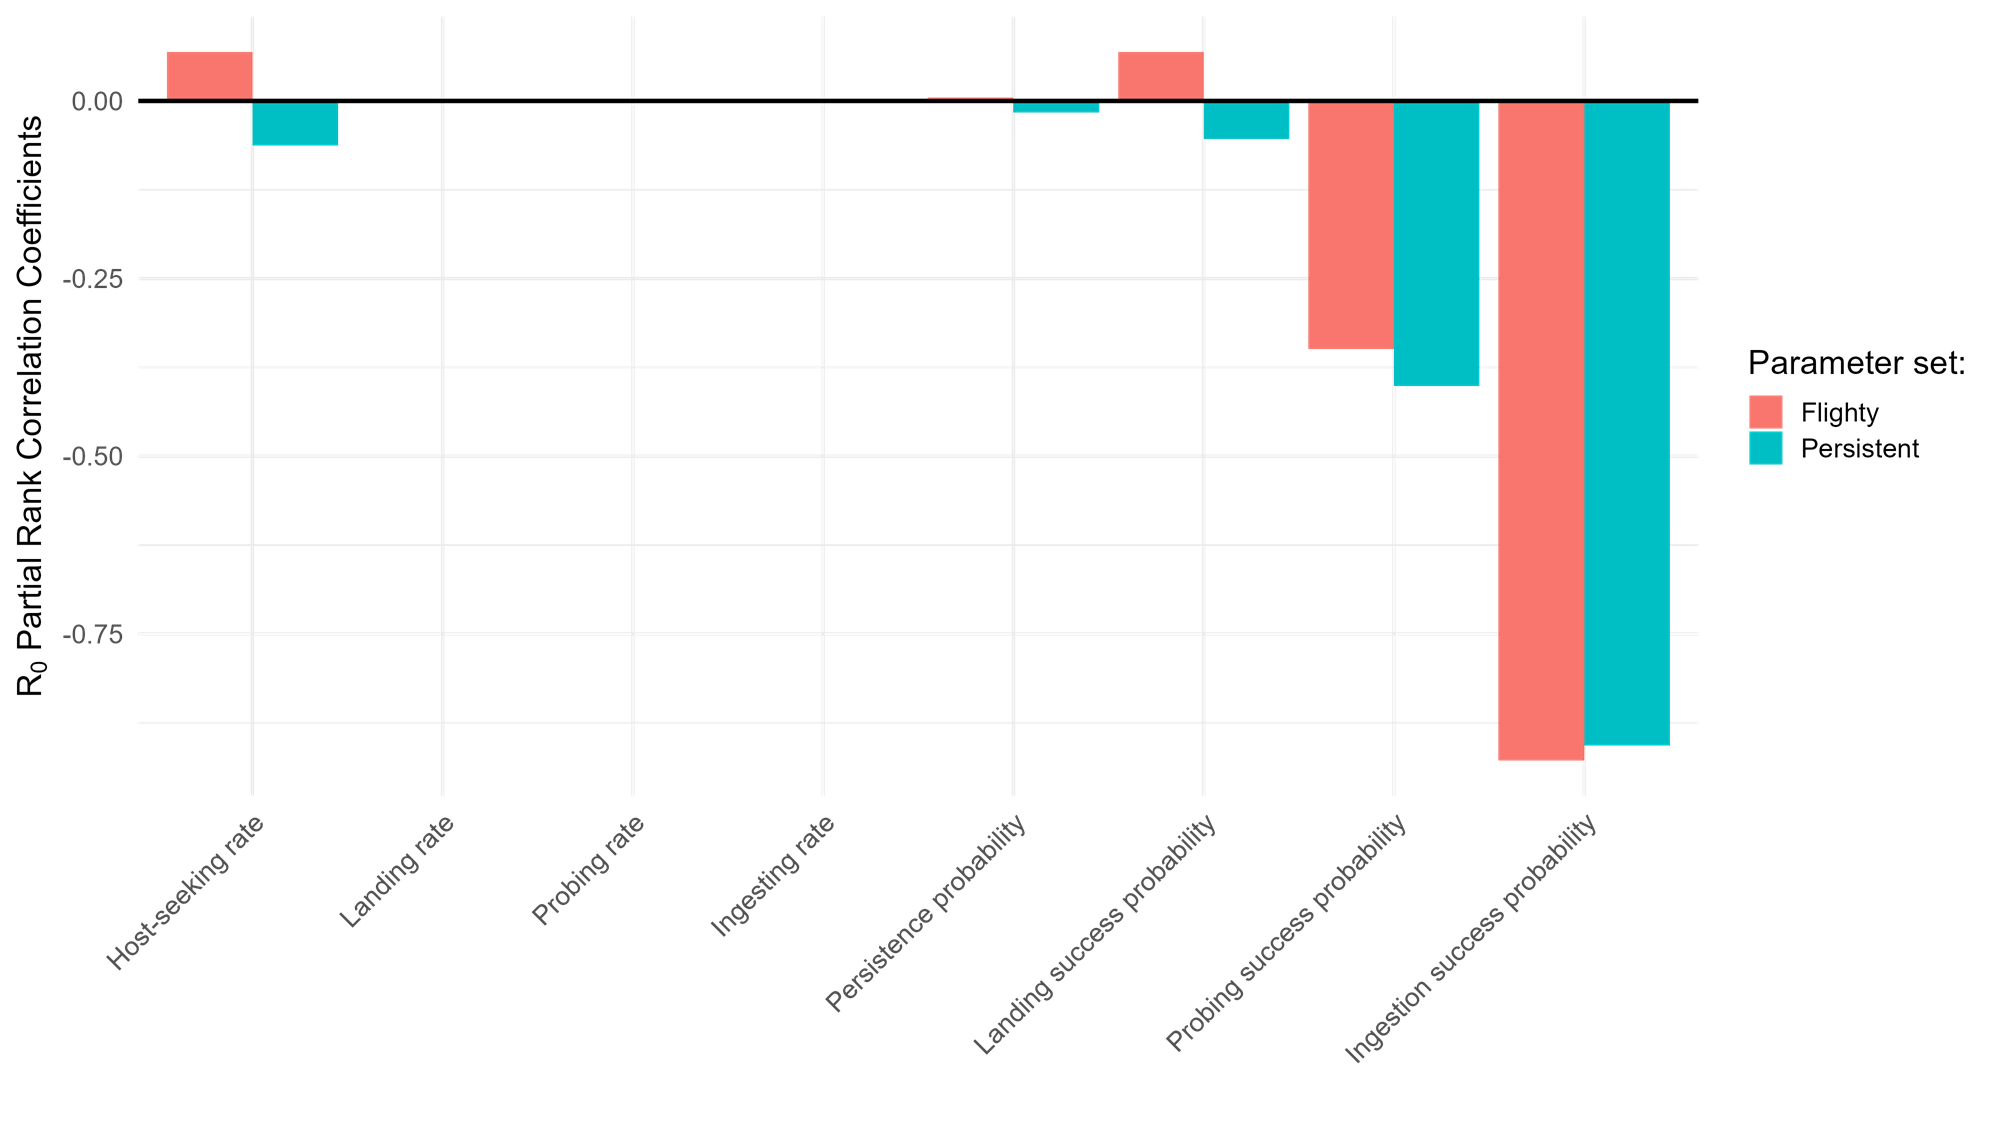 R₀ Partial Rank Correlation Coefficients
0.00
-0.25
-0.50
-0.75
Host-seeking rate
Landing rate
Probing rate
Ingesting rate
Persistence probability
Landing success probability
Probing success probability
Ingestion success probability
Parameter set:
Flighty
Persistent